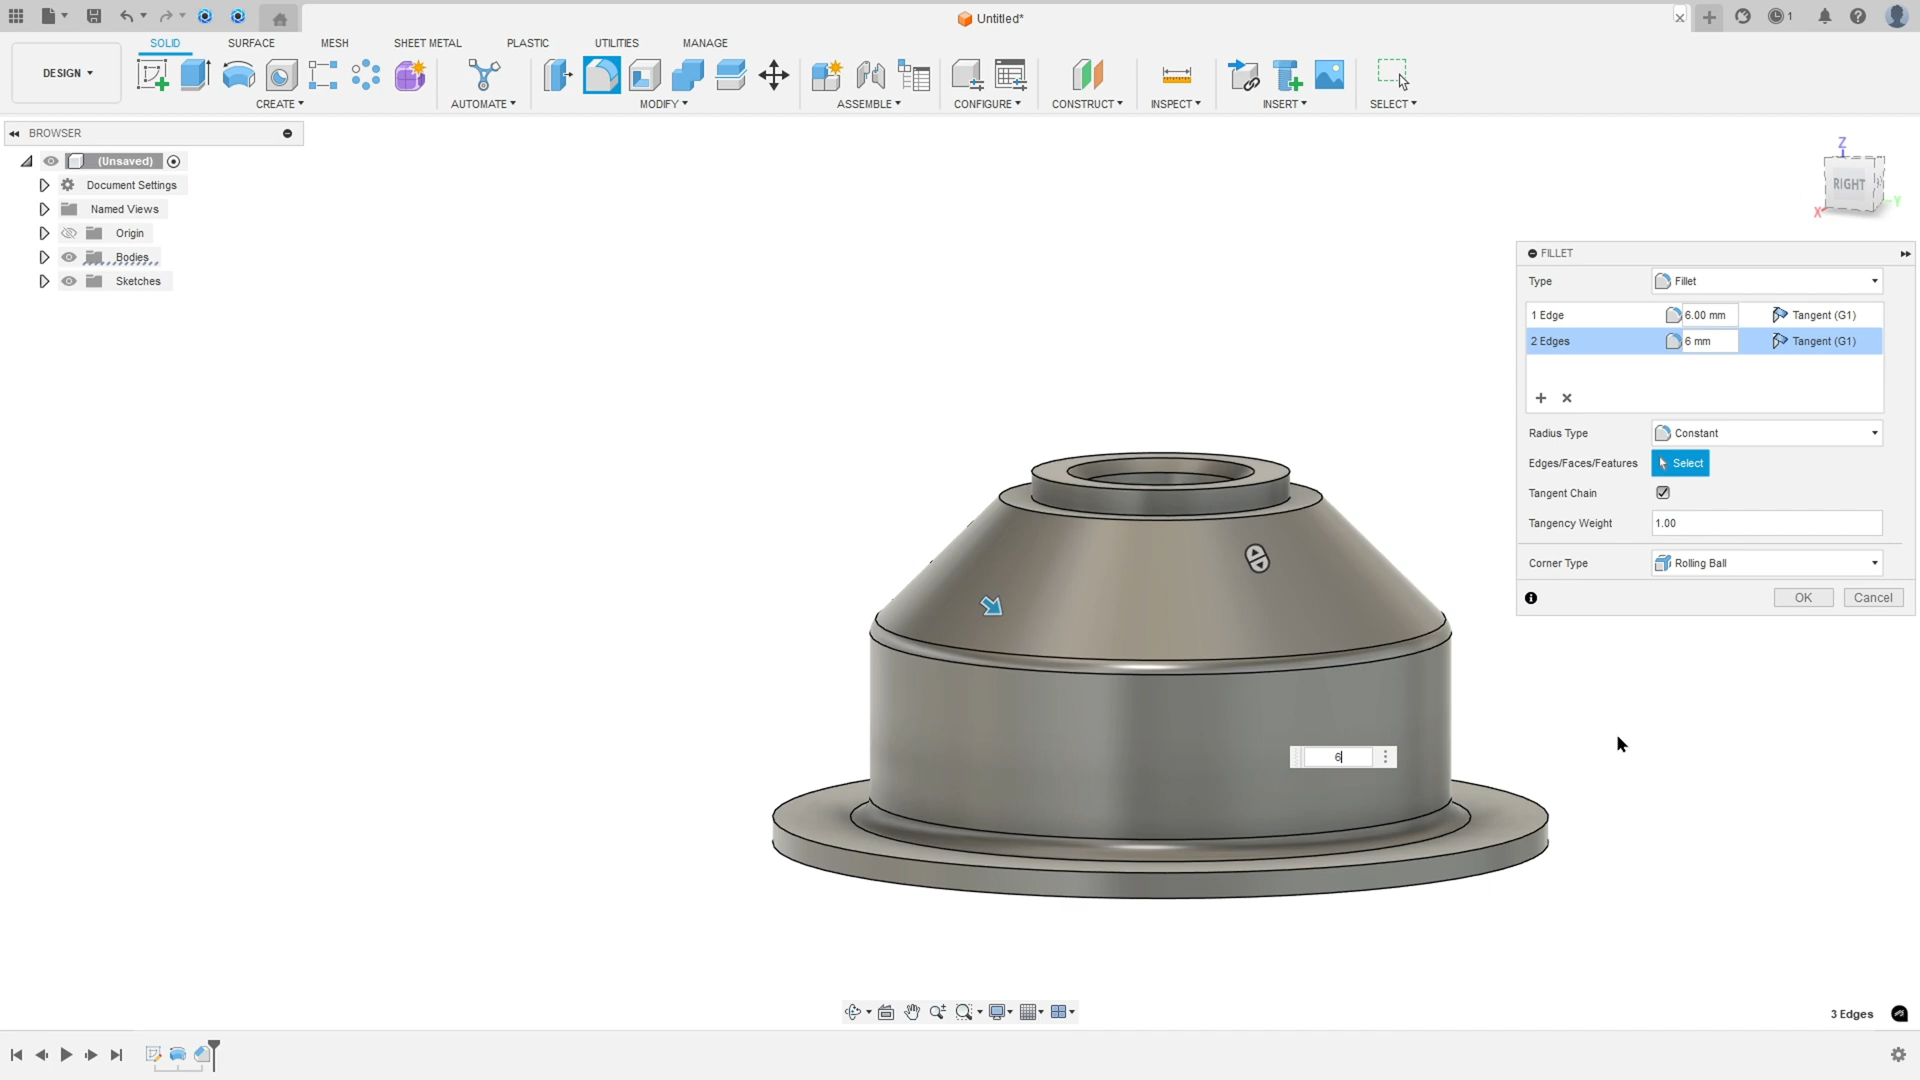 Untitled*
1
DESIGN
SOLID
SURFACE
MESH
SHEET METAL
PLASTIC
UTILITIES
MANAGE
CREATE
AUTOMATE
MODIFY
ASSEMBLE
CONFIGURE
CONSTRUCT
INSPECT
INSERT
SELECT
BROWSER
(Unsaved)
Document Settings
Named Views
Origin
Bodies
Sketches
Z
RIGHT
X
Y
FILLET
Type
Fillet
1 Edge
6.00 mm
Tangent (G1)
2 Edges
6 mm
Tangent (G1)
Radius Type
Constant
Edges/Faces/Features
Select
Tangent Chain
Tangency Weight
1.00
Corner Type
Rolling Ball
OK
Cancel
6
3 Edges